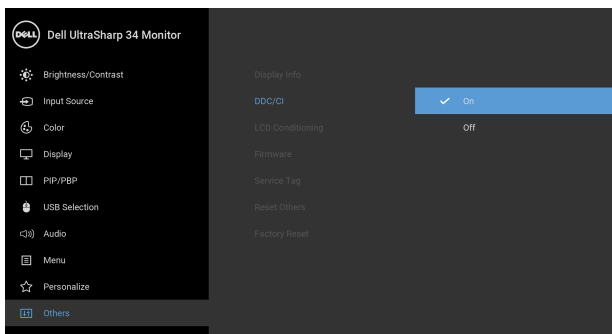 DELL Dell UltraSharp 34 Monitor
Brightness/Contrast
Display Info
Input Source
DDC/CI
On
Color
LCD Conditioning
Off
Display
Firmware
PIP/PBP
Service Tag
USB Selection
Reset Others
Audio
Factory Reset
Menu
Personalize
Others